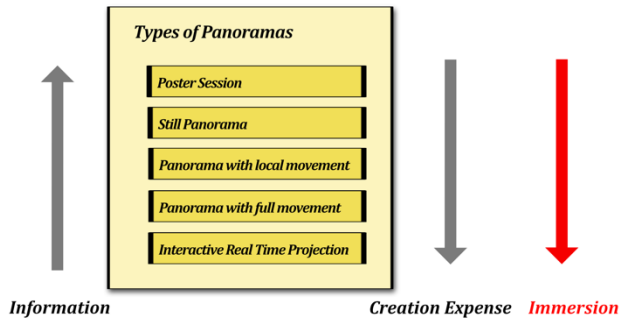 Types of Panoramas
Poster Session
Still Panorama
Panorama with local movement
Panorama with full movement
Interactive Real Time Projection
Information
Creation Expense
Immersion